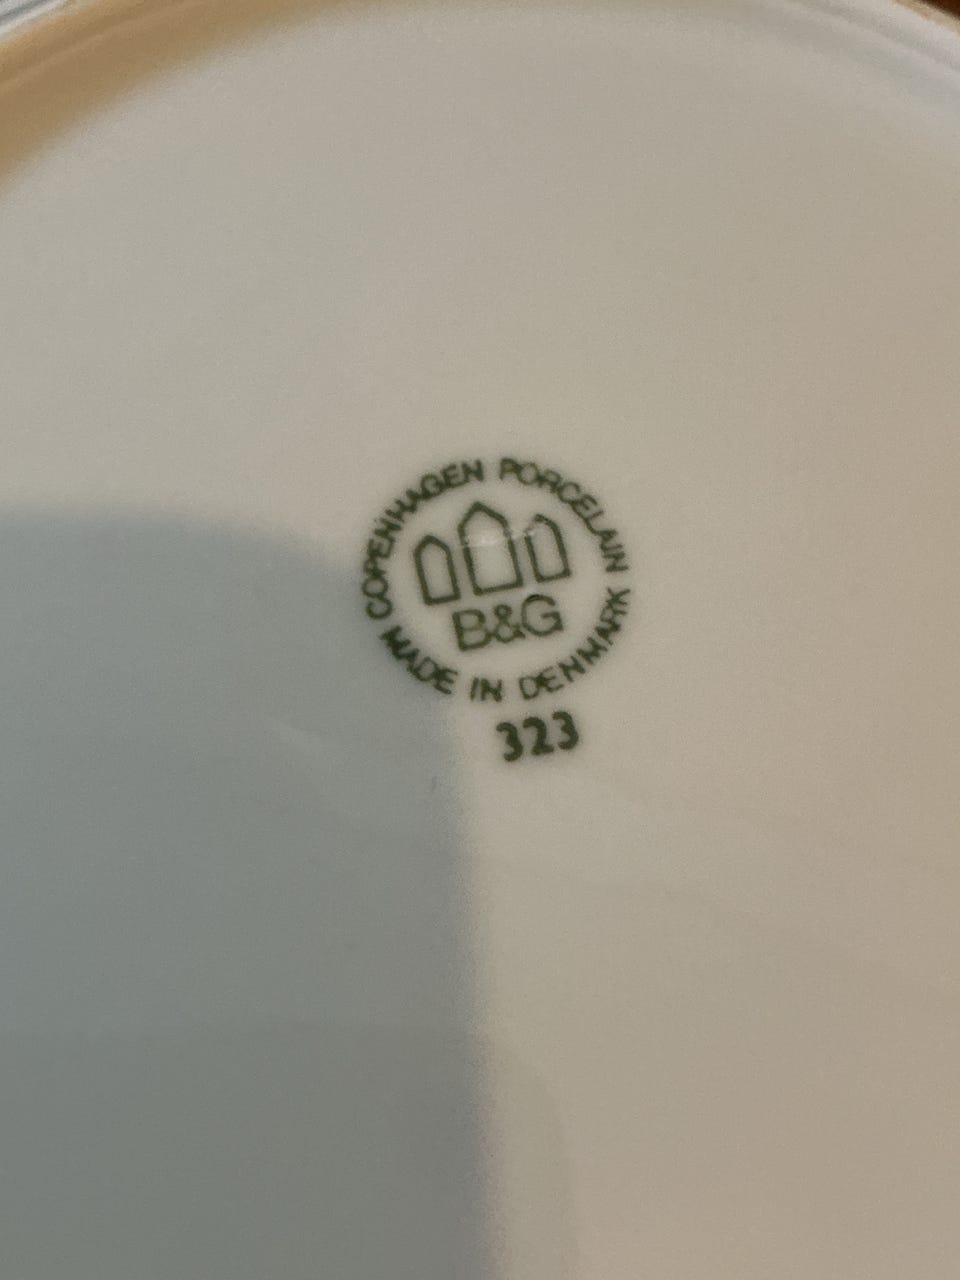 COPENHAGEN PORCELAIN
B&G
MADE IN DENMARK
323